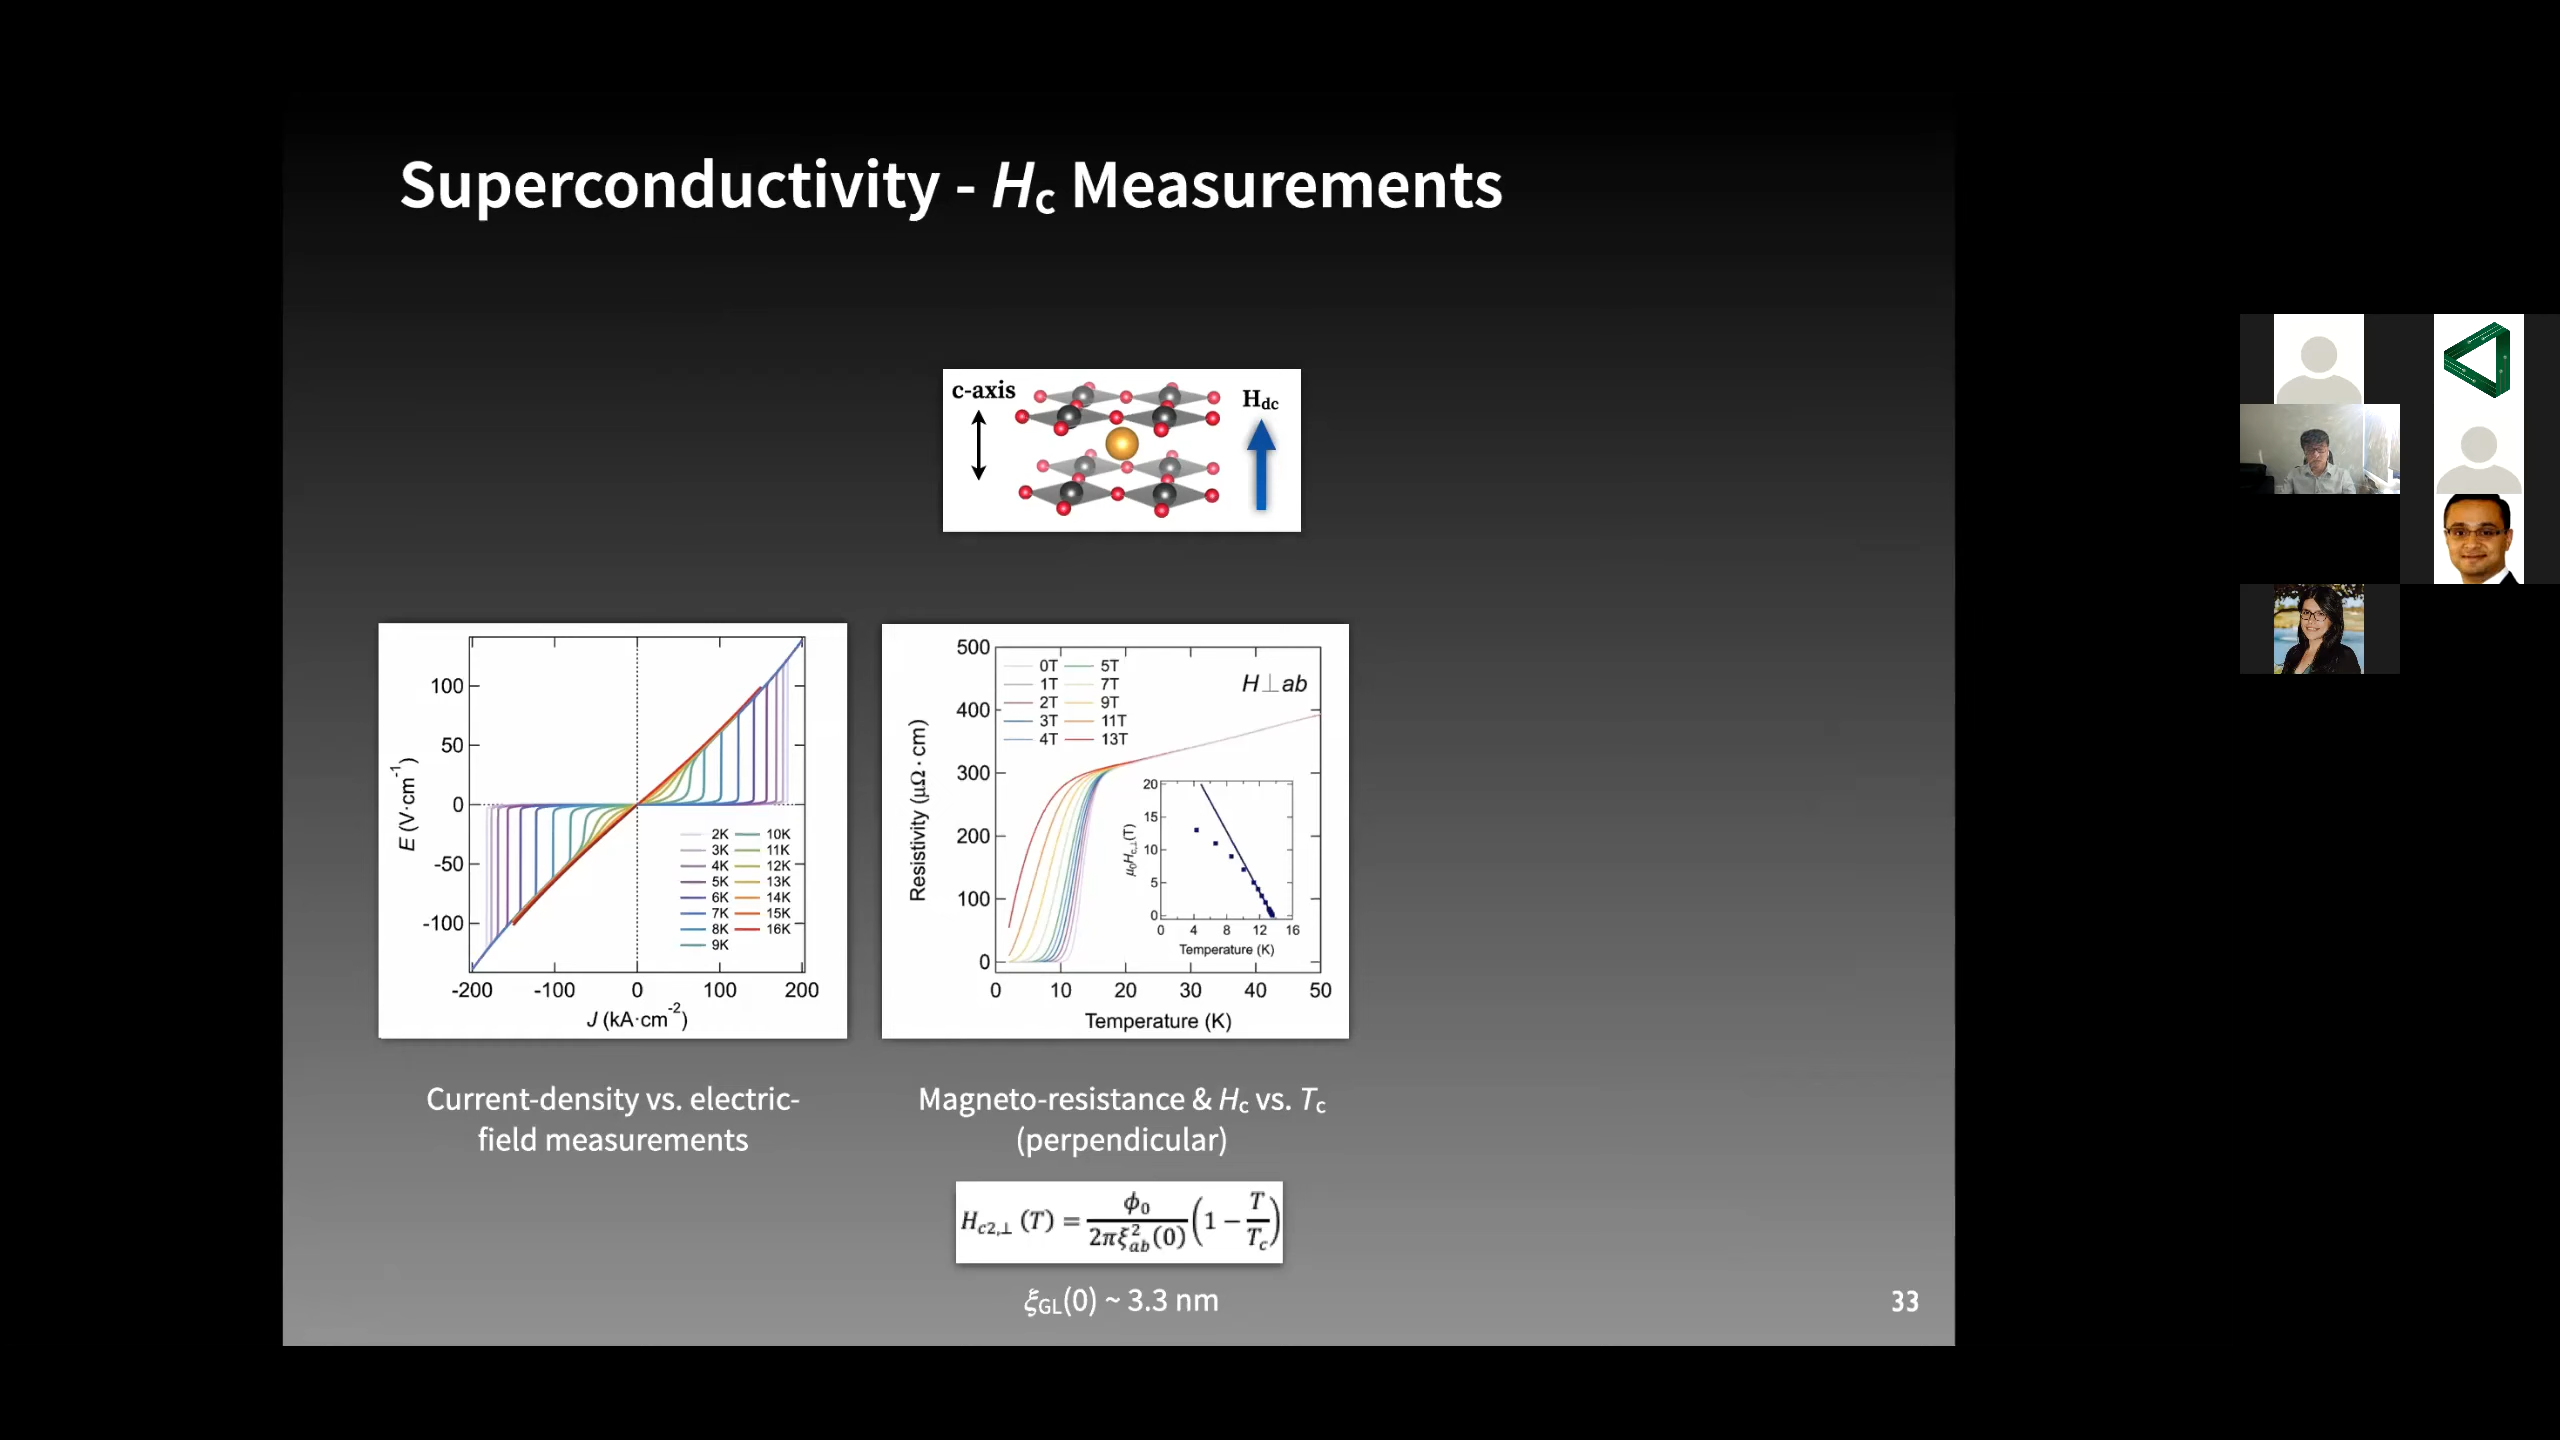 Superconductivity - Hc Measurements
c-axis
Hdc
100
50
0
-50
-100
E (V·cm-1)
2K 10K
3K 11K
4K 12K
5K 13K
6K 14K
7K 15K
8K 16K
9K
-200 -100 0 100 200
J (kA·cm-2)
500
400
300
200
100
0
Resistivity (μΩ·cm)
0T 5T
1T 7T
2T 9T
3T 11T
4T 13T
H⊥ab
20
15
10
5
0
μ0Hc,⊥(T)
0 4 8 12 16
Temperature (K)
0 10 20 30 40 50
Temperature (K)
Current-density vs. electric-
field measurements
Magneto-resistance & Hc vs. Tc
(perpendicular)
Hc2,⊥ (T) = ϕ0 / 2πξ²ab(0) (1 − T/Tc)
ξGL(0) ~ 3.3 nm
33